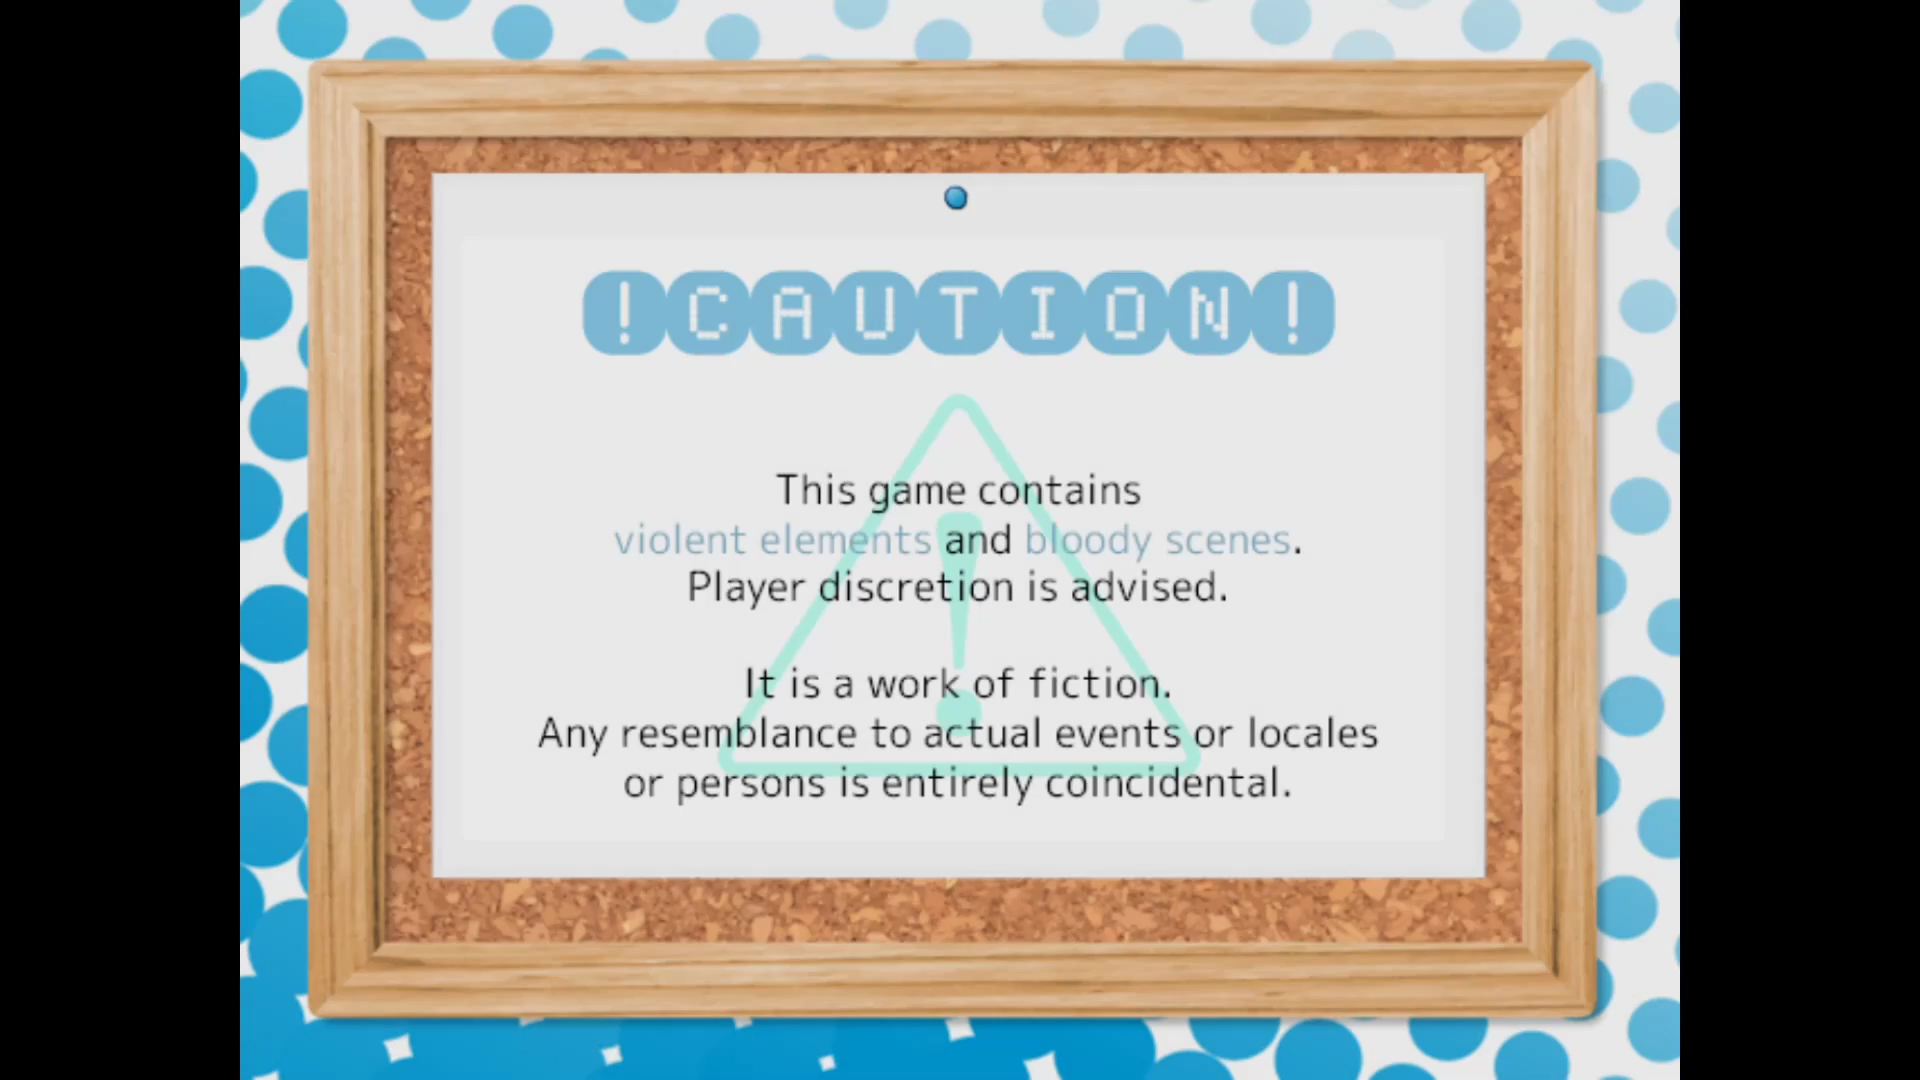 !CAUTION!
This game contains
violent elements and bloody scenes.
Player discretion is advised.
It is a work of fiction.
Any resemblance to actual events or locales
or persons is entirely coincidental.